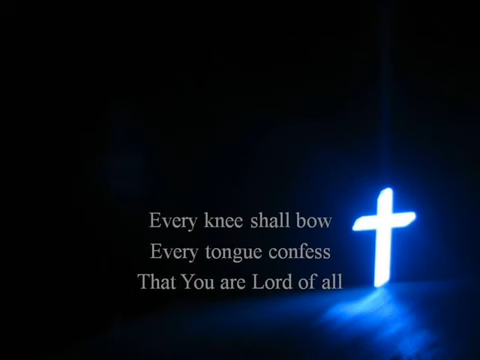 Every knee shall bow
Every tongue confess
That You are Lord of all